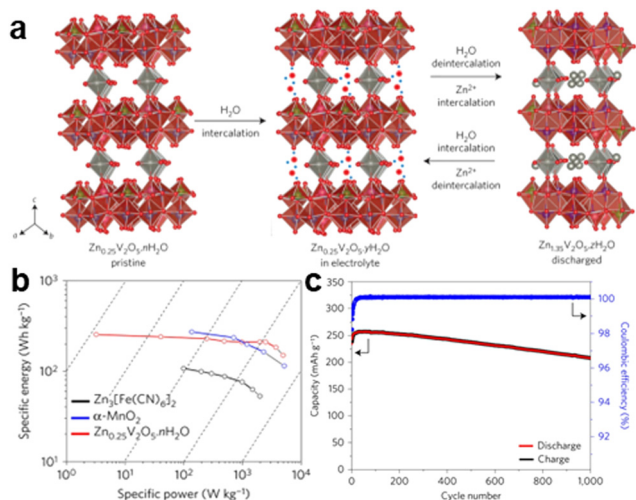 a
H₂O
intercalation
H₂O
deintercalation
Zn²⁺
intercalation
H₂O
intercalation
Zn²⁺
deintercalation
c
a
b
Zn₀.₂₅V₂O₅.nH₂O
pristine
Zn₀.₂₅V₂O₅.yH₂O
in electrolyte
Zn₁.₃₅V₂O₅.zH₂O
discharged
b
Specific energy (Wh kg⁻¹)
10³
10²
10¹
Zn₃[Fe(CN)₆]₂
α-MnO₂
Zn₀.₂₅V₂O₅.nH₂O
10⁰
10¹
10²
10³
10⁴
Specific power (W kg⁻¹)
c
Capacity (mAh g⁻¹)
350
300
250
200
150
100
50
0
100
98
96
94
92
Coulombic efficiency (%)
Discharge
Charge
0
200
400
600
800
1,000
Cycle number